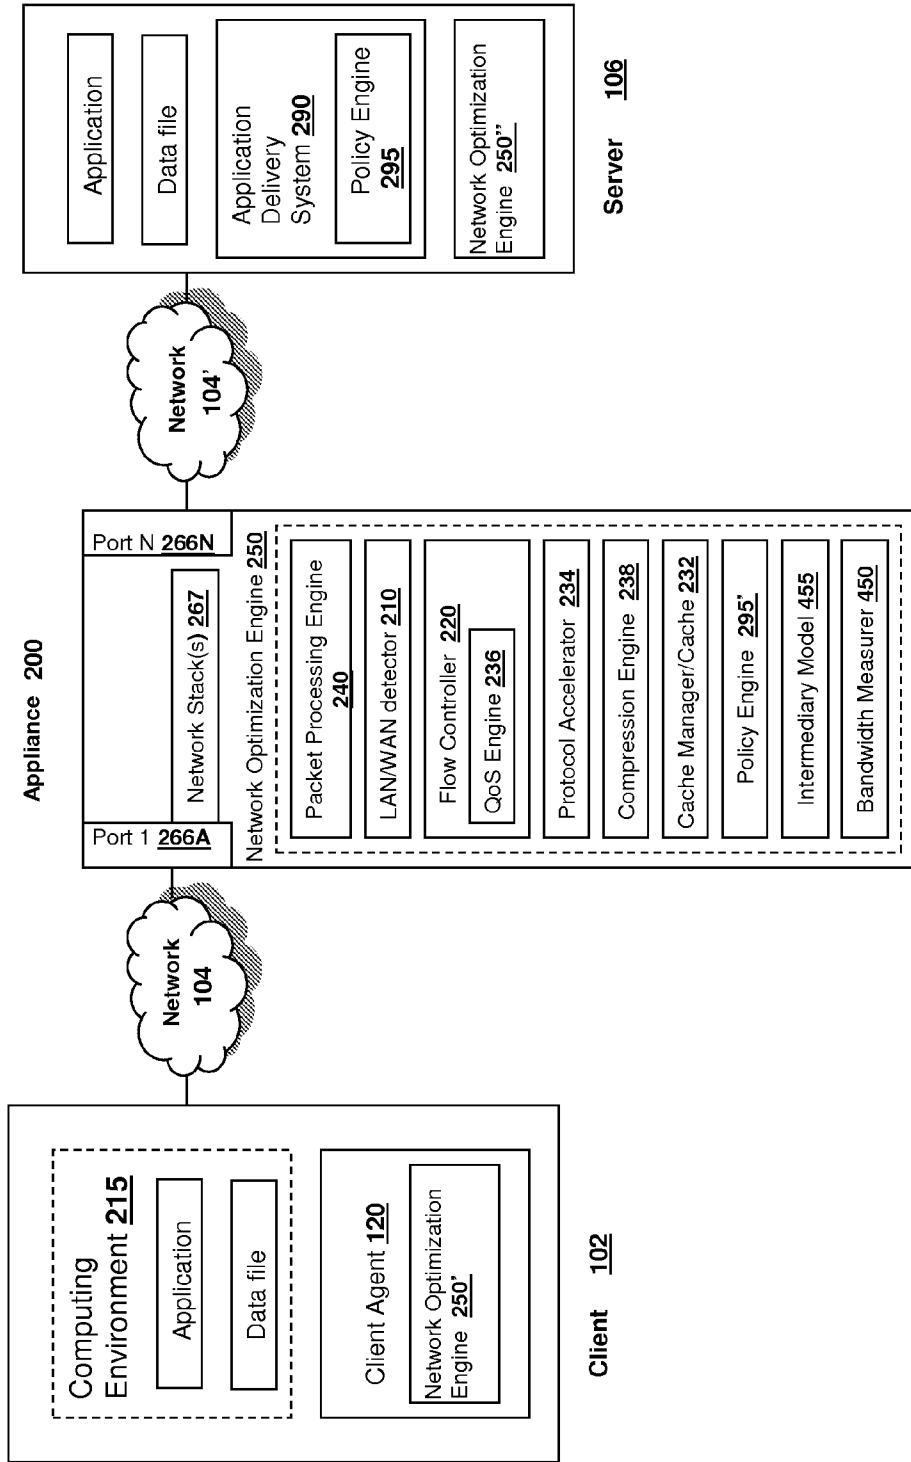 Appliance 200
Computing
Environment 215
Application
Data file
Client Agent 120
Network Optimization
Engine 250'
Client 102
Network
104
Port 1 266A
Port N 266N
Network Stack(s) 267
Network Optimization Engine 250
Packet Processing Engine
240
LAN/WAN detector 210
Flow Controller 220
QoS Engine 236
Protocol Accelerator 234
Compression Engine 238
Cache Manager/Cache 232
Policy Engine 295'
Intermediary Model 455
Bandwidth Measurer 450
Network
104'
Application
Data file
Application
Delivery
System 290
Policy Engine
295
Network Optimization
Engine 250''
Server 106